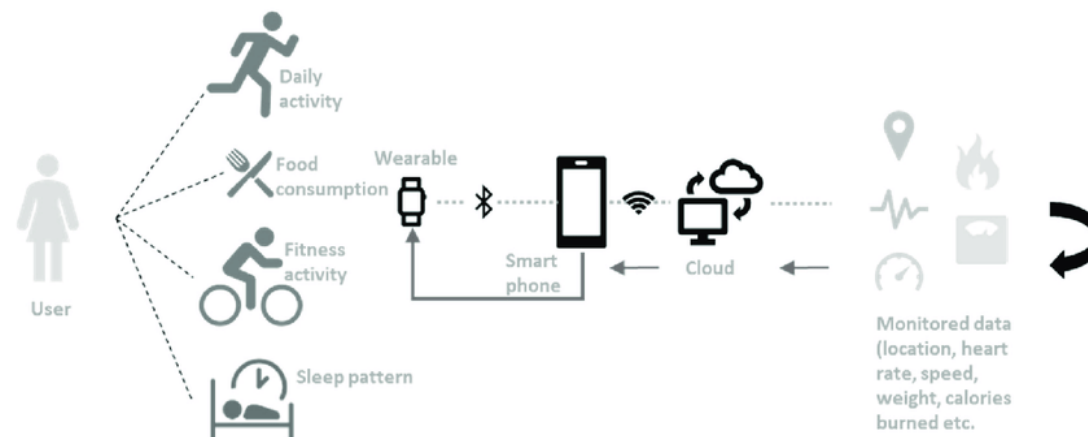 Daily
activity
Food
consumption
Wearable
Fitness
activity
Smart
phone
Cloud
User
Monitored data
(location, heart
rate, speed,
weight, calories
burned etc.
Sleep pattern